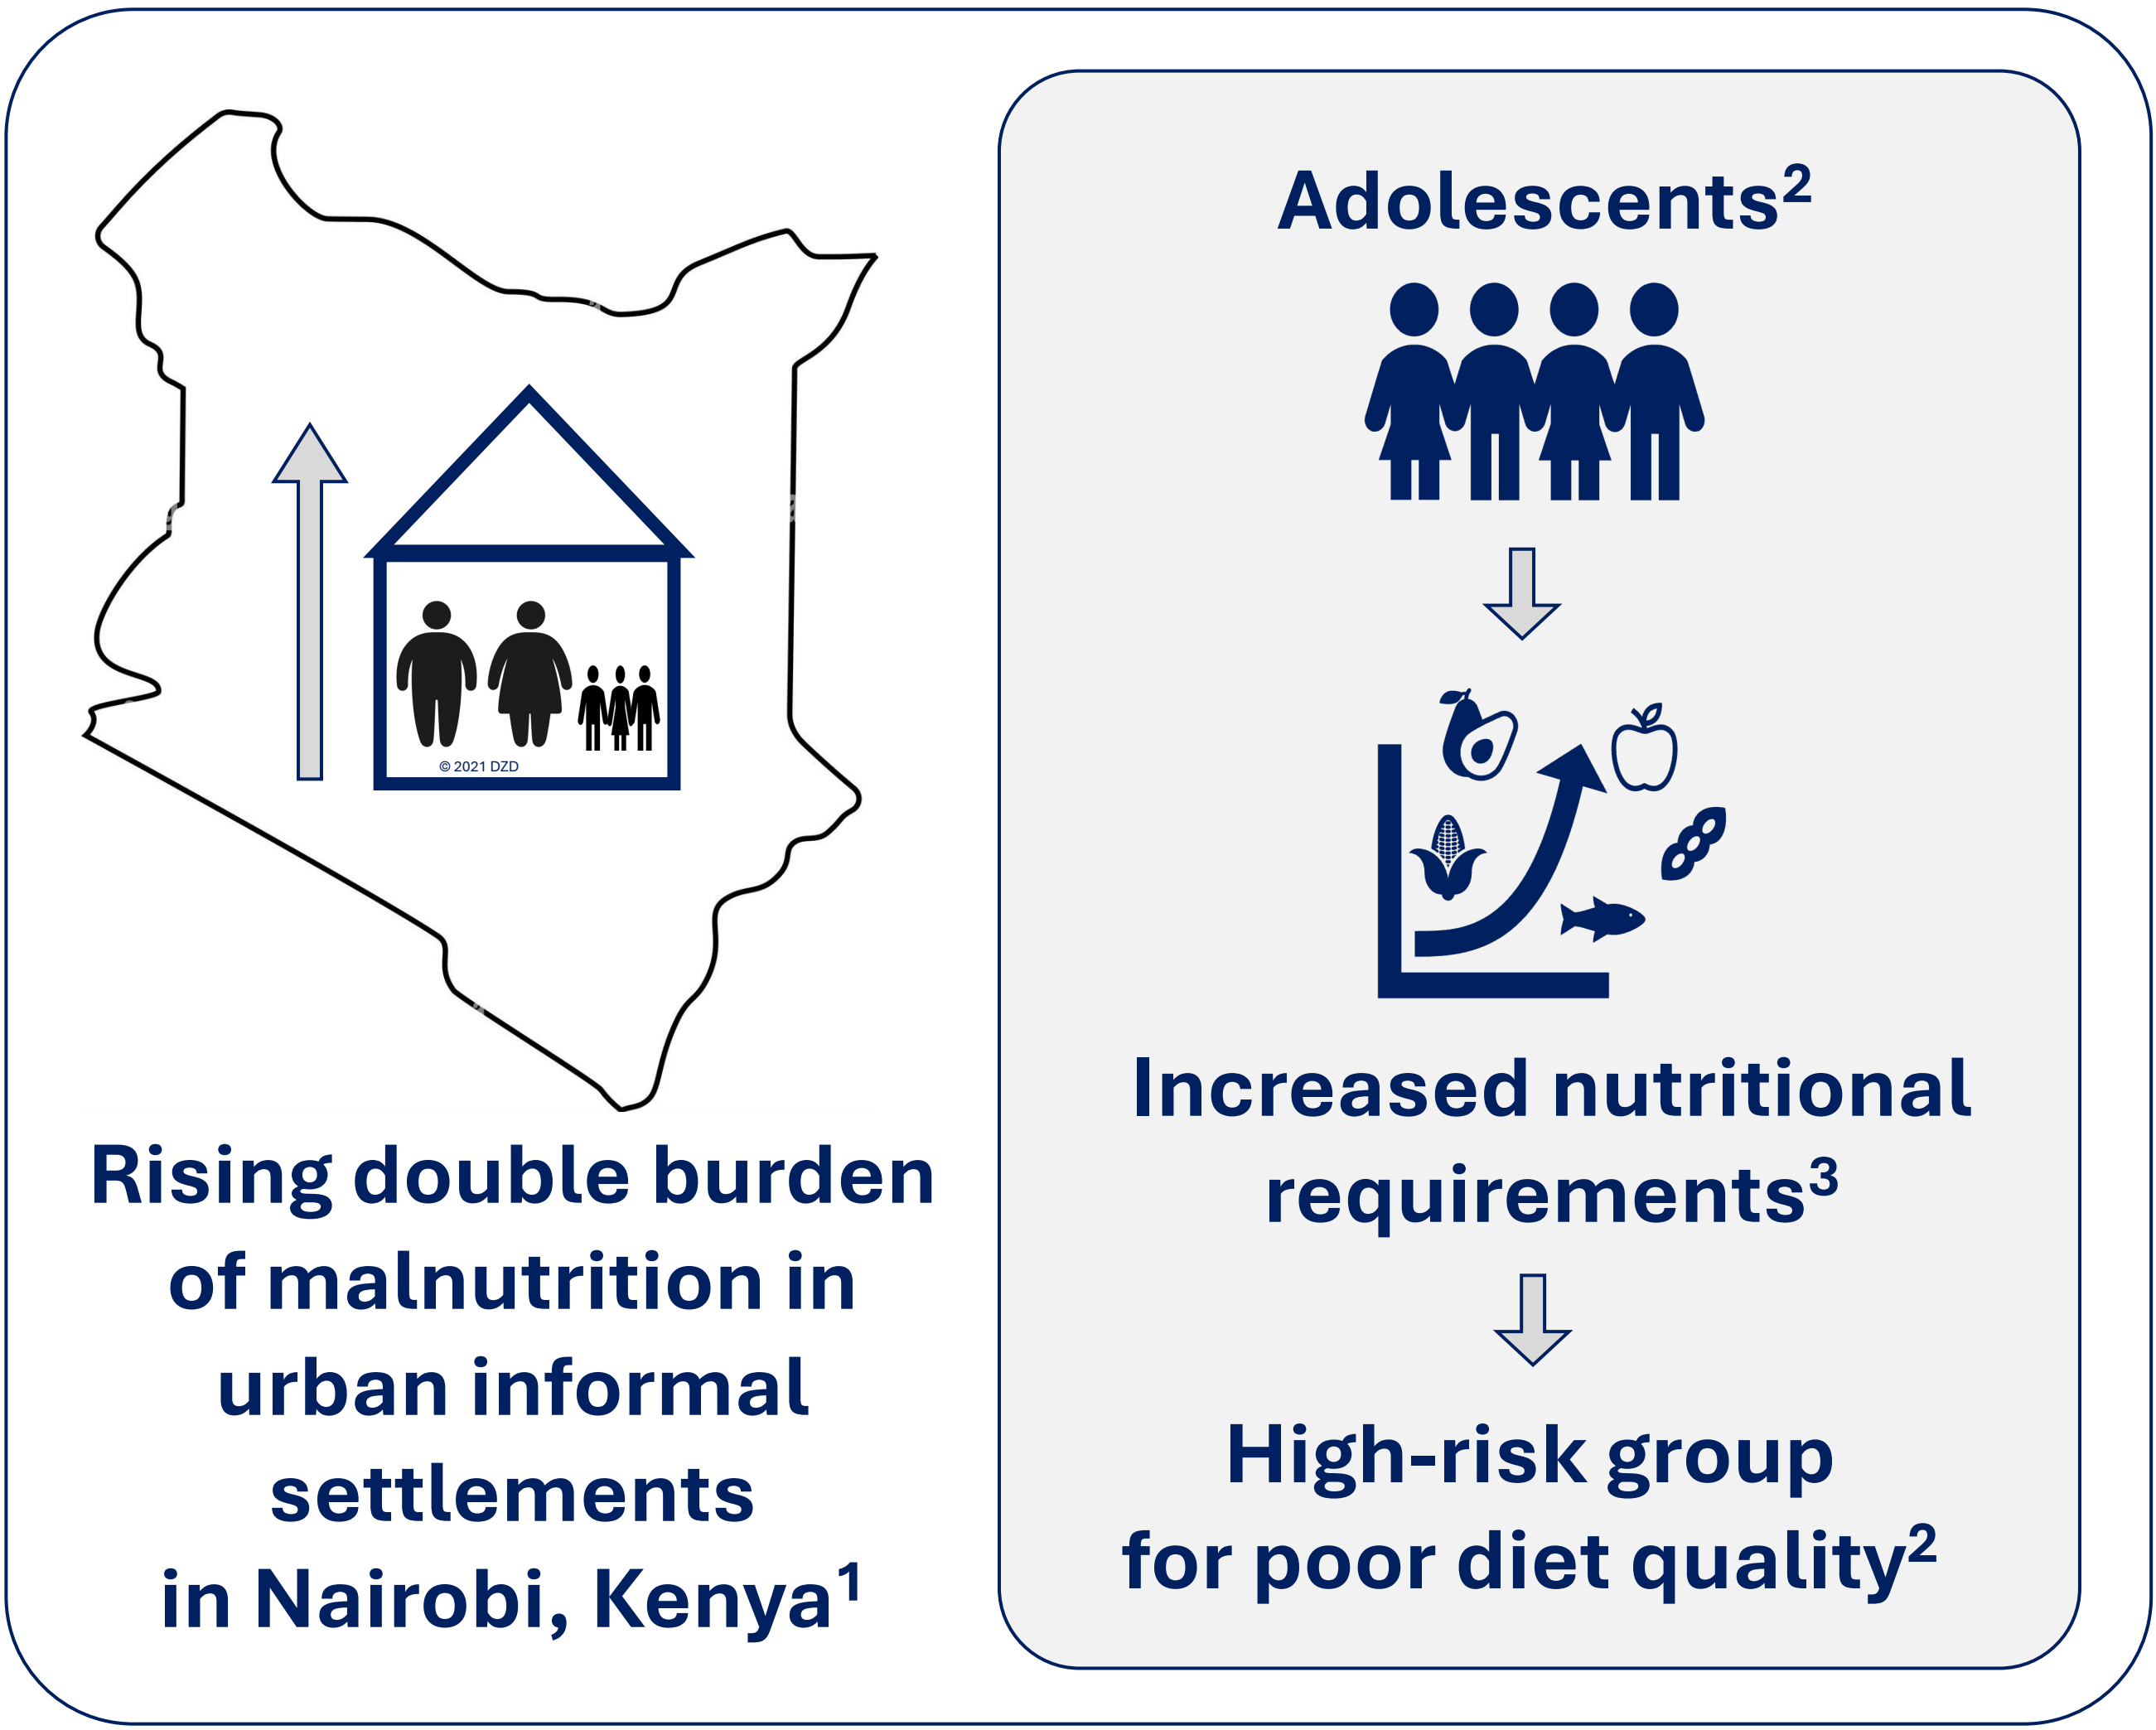 © 2021 DZD
Rising double burden
of malnutrition in
urban informal
settlements
in Nairobi, Kenya¹
Adolescents²
Increased nutritional
requirements³
High-risk group
for poor diet quality²